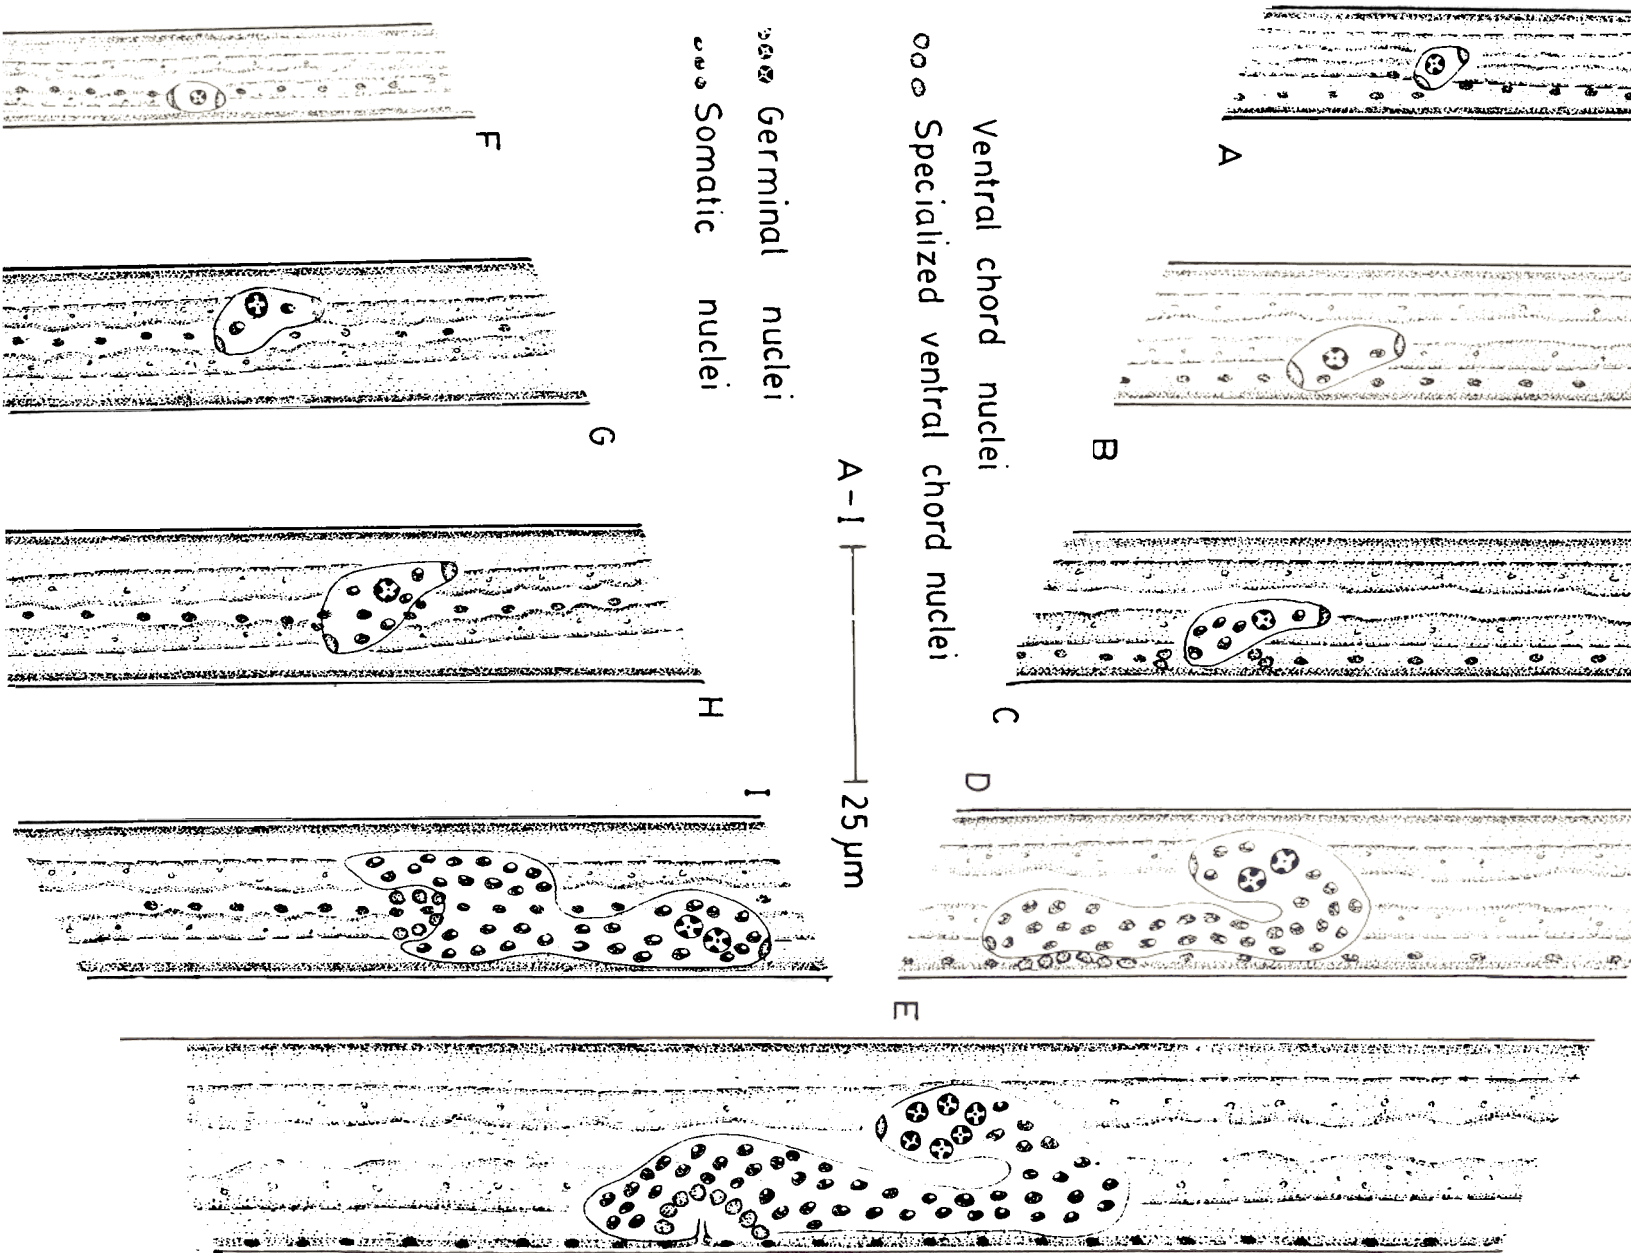 A
B
C
D
E
F
G
H
I
Ventral chord nuclei
Specialized ventral chord nuclei
Germinal nuclei
Somatic nuclei
A-I
25 µm